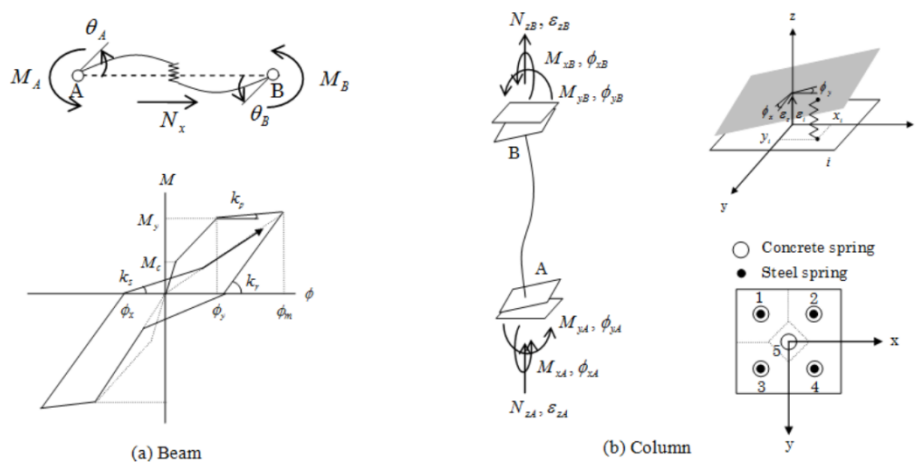 θ_A
M_A
A
B
M_B
θ_B
N_x
M
M_y
M_c
k_p
k_s
k_r
ϕ_s
ϕ_y
ϕ_m
ϕ
(a) Beam
N_zB, ε_zB
M_xB, ϕ_xB
M_yB, ϕ_yB
B
A
M_yA, ϕ_yA
M_xA, ϕ_xA
N_zA, ε_zA
z
ϕ_y
ϕ_x
ε_i
x_i
y_i
i
y
Concrete spring
Steel spring
1 2
5
3 4
x
y
(b) Column